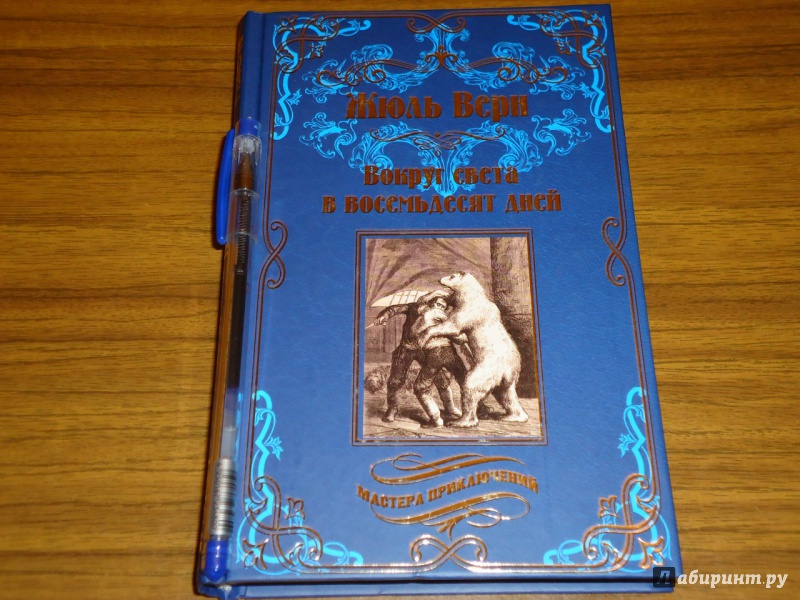 Жюль Верн
Вокруг света
в восемьдесят дней
Мастера приключений
Лабиринт.ру